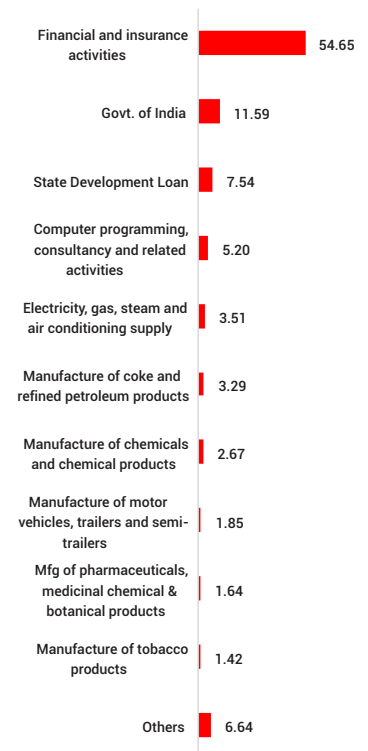 Financial and insurance
activities
54.65
Govt. of India
11.59
State Development Loan
7.54
Computer programming,
consultancy and related
activities
5.20
Electricity, gas, steam and
air conditioning supply
3.51
Manufacture of coke and
refined petroleum products
3.29
Manufacture of chemicals
and chemical products
2.67
Manufacture of motor
vehicles, trailers and semi-
trailers
1.85
Mfg of pharmaceuticals,
medicinal chemical &
botanical products
1.64
Manufacture of tobacco
products
1.42
Others
6.64